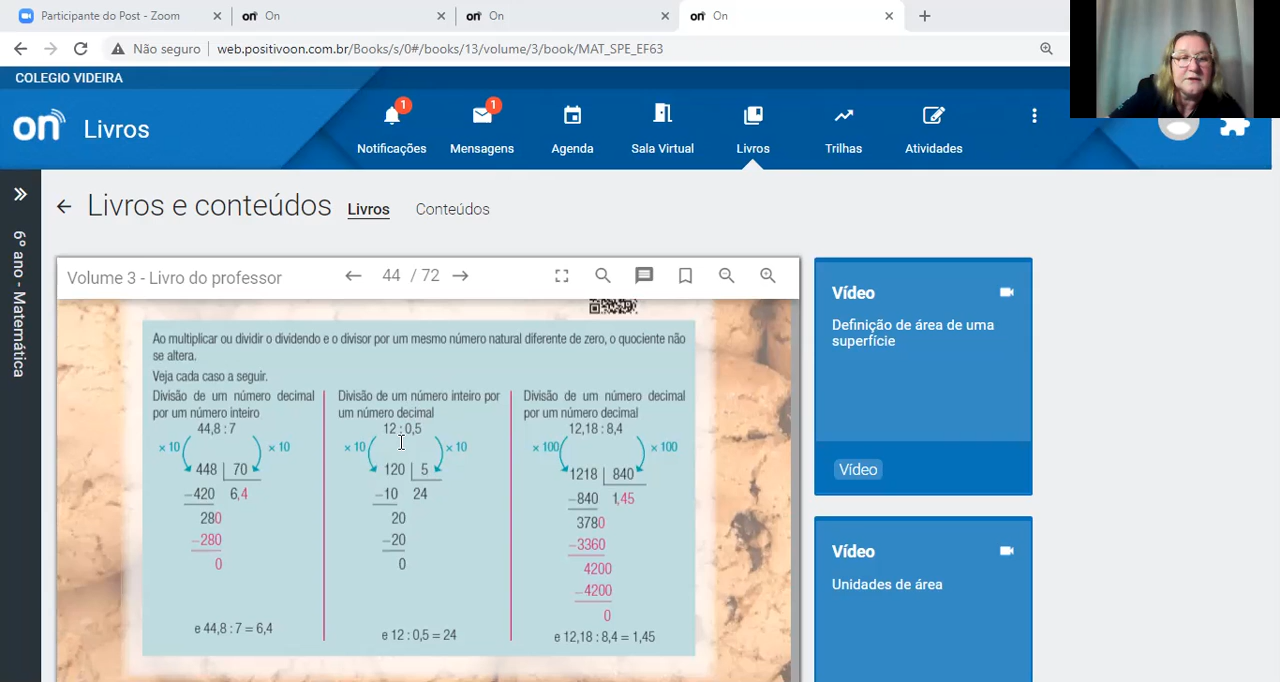 Participante do Post - Zoom
On
On
On
Não seguro
web.positivoon.com.br/Books/s/0#/books/13/volume/3/book/MAT_SPE_EF63
COLEGIO VIDEIRA
on
Livros
1
Notificações
1
Mensagens
Agenda
Sala Virtual
Livros
Trilhas
Atividades
6º ano - Matemática
Livros e conteúdos
Livros
Conteúdos
Volume 3 - Livro do professor
44 / 72
Ao multiplicar ou dividir o dividendo e o divisor por um mesmo número natural diferente de zero, o quociente não
se altera.
Veja cada caso a seguir.
Divisão de um número decimal
por um número inteiro
44,8 : 7
× 10
× 10
448 70
–420 6,4
280
–280
0
e 44,8 : 7 = 6,4
Divisão de um número inteiro por
um número decimal
12 : 0,5
× 10
× 10
120 5
–10 24
20
–20
0
e 12 : 0,5 = 24
Divisão de um número decimal
por um número decimal
12,18 : 8,4
× 100
× 100
1218 840
–840 1,45
3780
–3360
4200
–4200
0
e 12,18 : 8,4 = 1,45
Vídeo
Definição de área de uma
superfície
Vídeo
Vídeo
Unidades de área